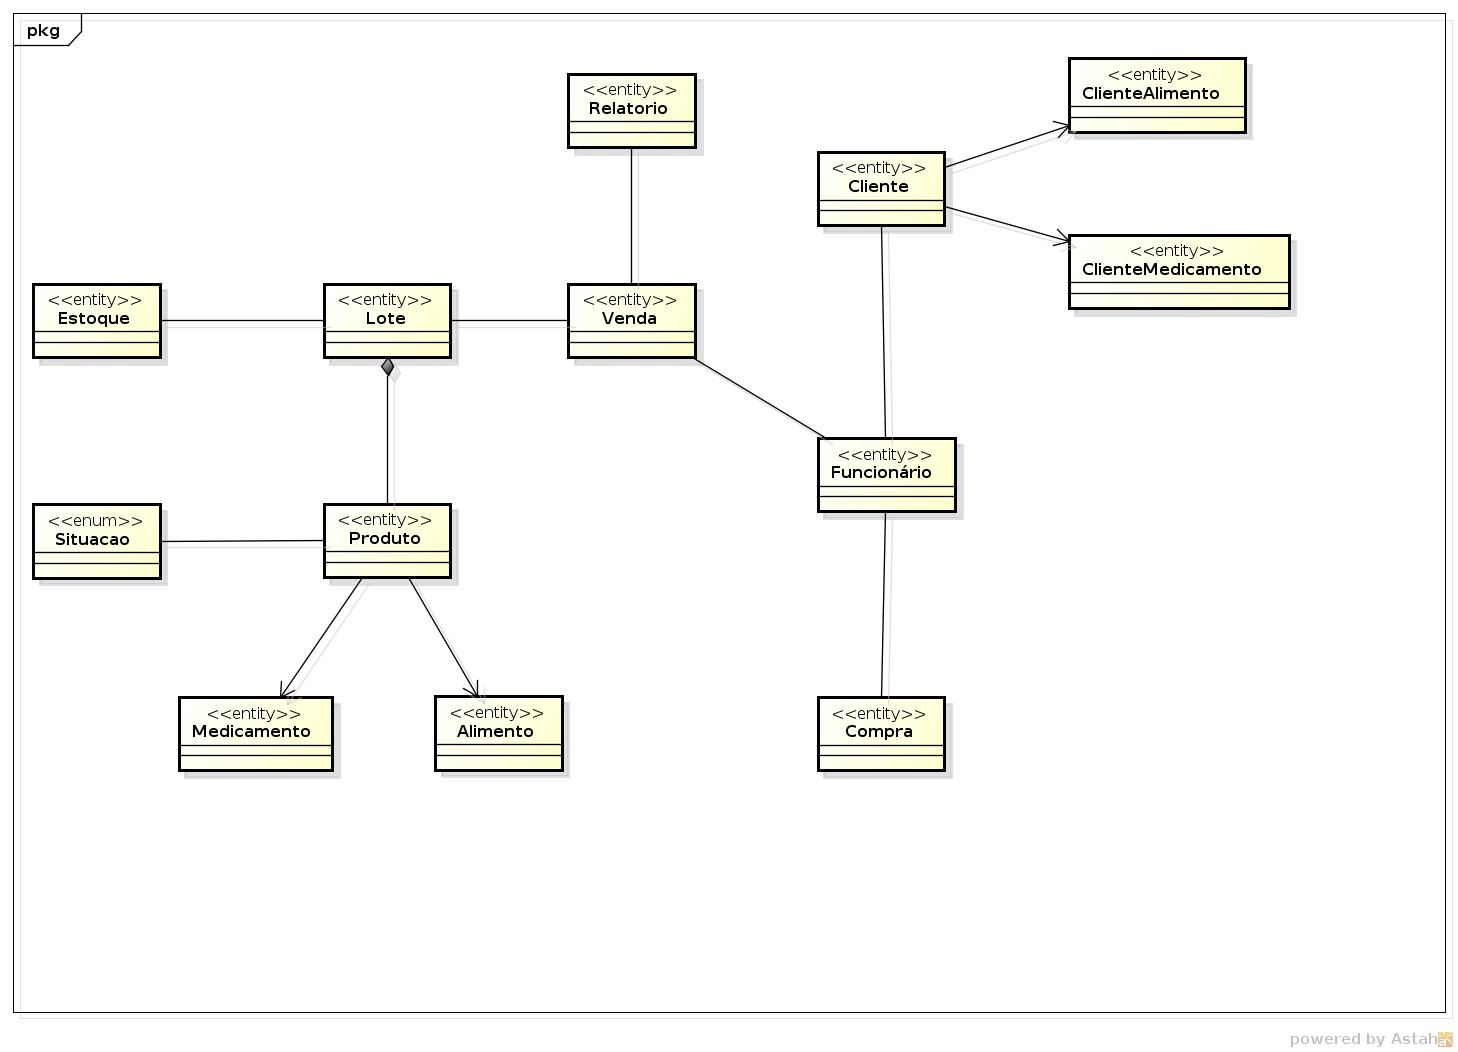 pkg
<<entity>>
Relatorio
<<entity>>
ClienteAlimento
<<entity>>
Cliente
<<entity>>
ClienteMedicamento
<<entity>>
Estoque
<<entity>>
Lote
<<entity>>
Venda
<<entity>>
Funcionário
<<enum>>
Situacao
<<entity>>
Produto
<<entity>>
Medicamento
<<entity>>
Alimento
<<entity>>
Compra
powered by Astah